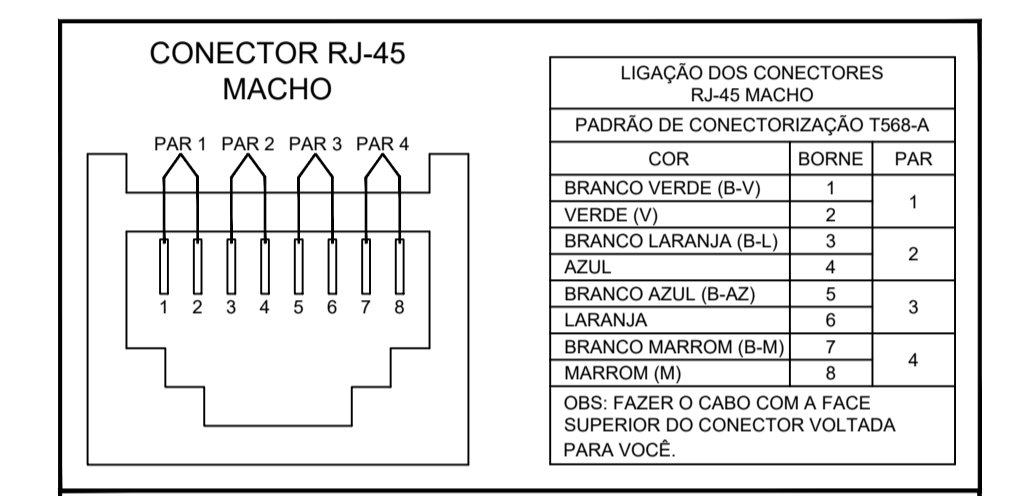 CONECTOR RJ-45
MACHO
PAR 1 PAR 2 PAR 3 PAR 4
1 2 3 4 5 6 7 8
LIGAÇÃO DOS CONECTORES
RJ-45 MACHO
PADRÃO DE CONECTORIZAÇÃO T568-A
COR BORNE PAR
BRANCO VERDE (B-V) 1 1
VERDE (V) 2
BRANCO LARANJA (B-L) 3 2
AZUL 4
BRANCO AZUL (B-AZ) 5 3
LARANJA 6
BRANCO MARROM (B-M) 7 4
MARROM (M) 8
OBS: FAZER O CABO COM A FACE
SUPERIOR DO CONECTOR VOLTADA
PARA VOCÊ.